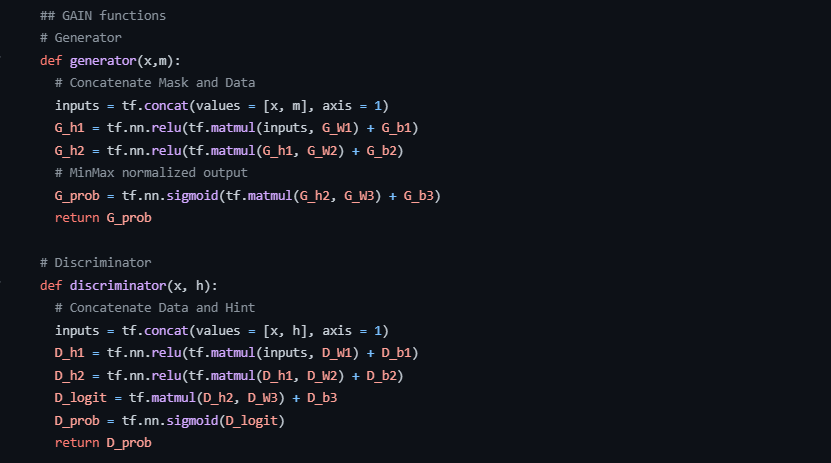 ## GAIN functions
# Generator
def generator(x,m):
# Concatenate Mask and Data
inputs = tf.concat(values = [x, m], axis = 1)
G_h1 = tf.nn.relu(tf.matmul(inputs, G_W1) + G_b1)
G_h2 = tf.nn.relu(tf.matmul(G_h1, G_W2) + G_b2)
# MinMax normalized output
G_prob = tf.nn.sigmoid(tf.matmul(G_h2, G_W3) + G_b3)
return G_prob
# Discriminator
def discriminator(x, h):
# Concatenate Data and Hint
inputs = tf.concat(values = [x, h], axis = 1)
D_h1 = tf.nn.relu(tf.matmul(inputs, D_W1) + D_b1)
D_h2 = tf.nn.relu(tf.matmul(D_h1, D_W2) + D_b2)
D_logit = tf.matmul(D_h2, D_W3) + D_b3
D_prob = tf.nn.sigmoid(D_logit)
return D_prob